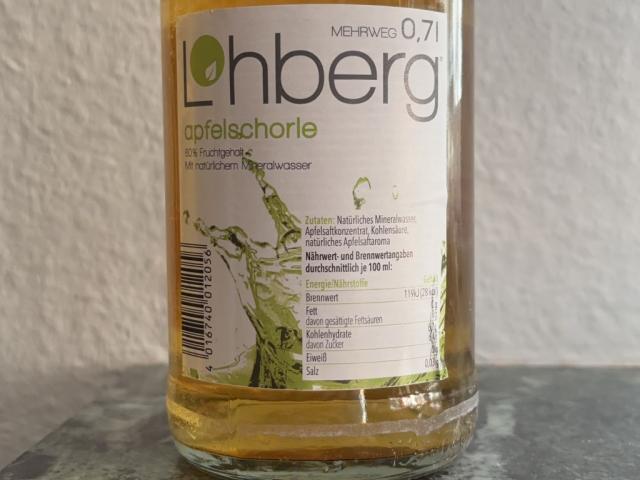 MEHRWEG 0,7l
Lohberg
apfelschorle
60% Fruchtgehalt
Mit natürlichem Mineralwasser
Zutaten: Natürliches Mineralwasser,
Apfelsaftkonzentrat, Kohlensäure,
natürliches Apfelsaftaroma
Nährwert- und Brennwertangaben
durchschnittlich je 100 ml:
Energie/Nährstoffe
Brennwert 119kJ (28
Fett
davon gesättigte Fettsäuren
Kohlenhydrate
davon Zucker
Eiweiß
Salz
4 016740 012056